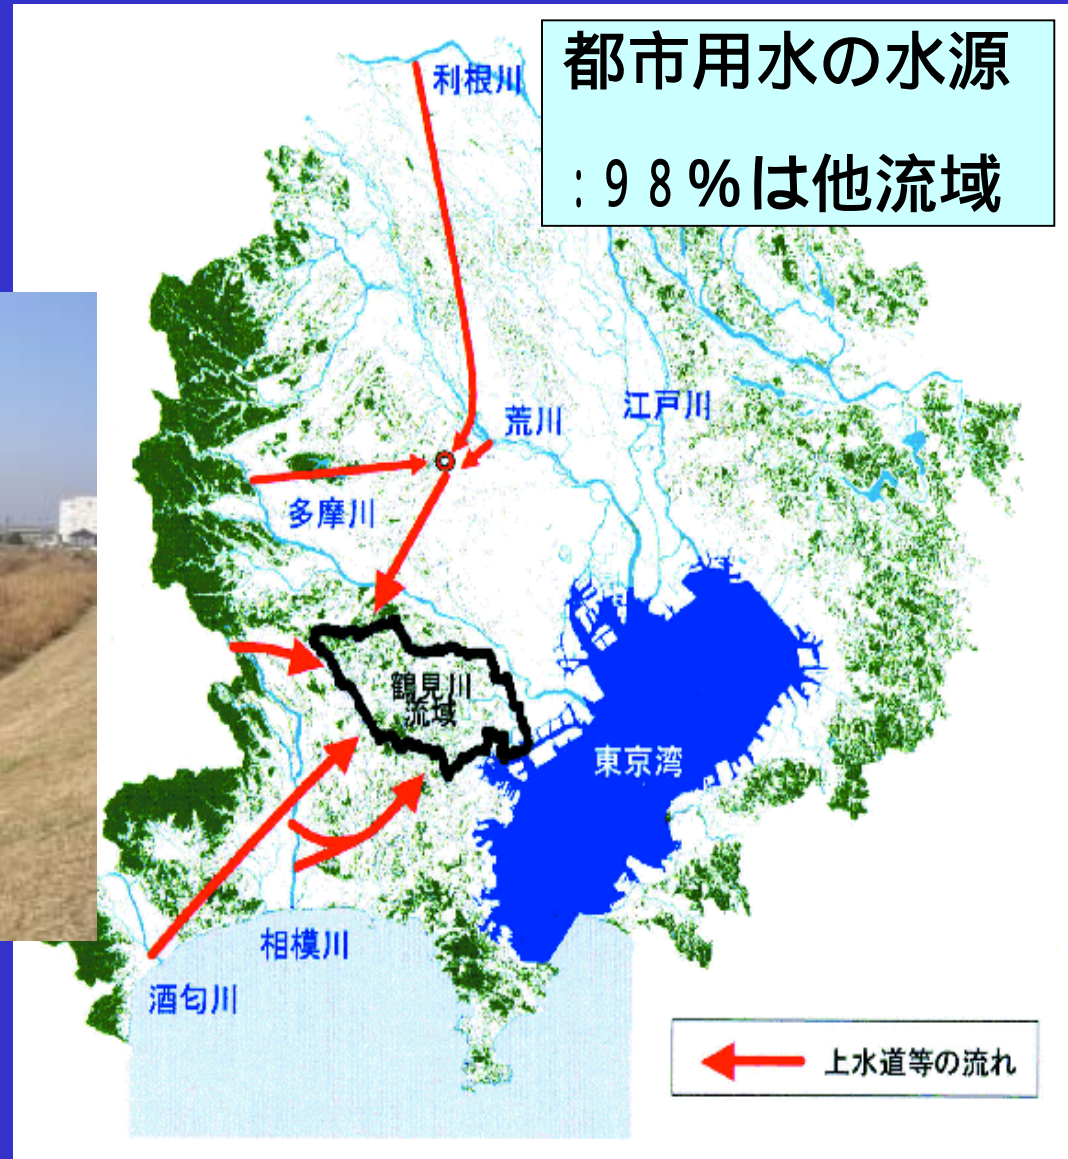 都市用水の水源
：９８％は他流域
利根川
荒川
江戸川
多摩川
鶴見川
流域
東京湾
相模川
酒匂川
上水道等の流れ